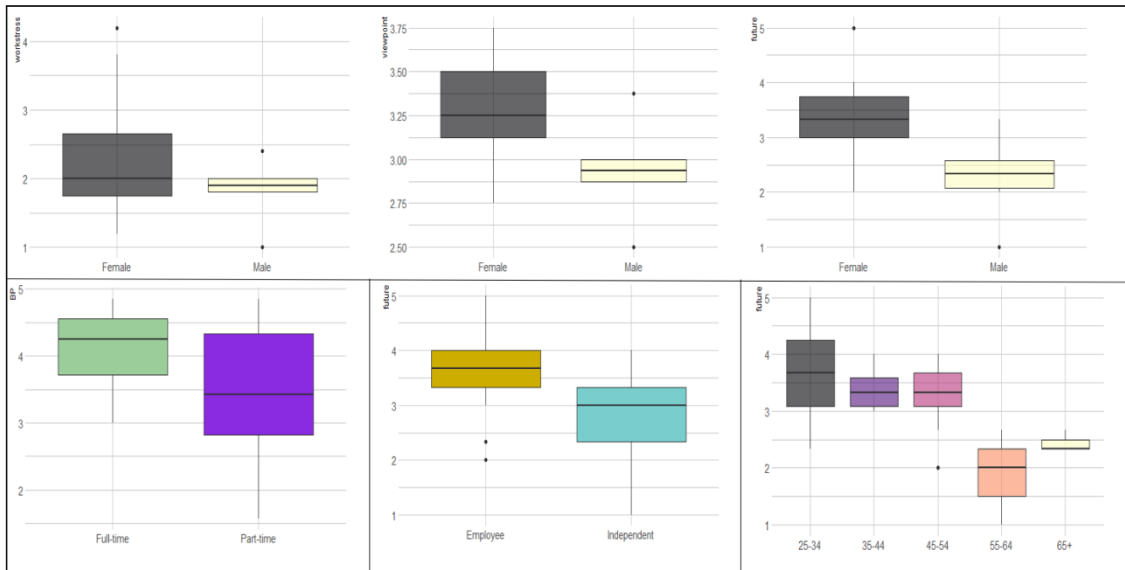 workstress
4
3
2
1
Female Male
viewpoint
3.75
3.50
3.25
3.00
2.75
2.50
Female Male
future
5
4
3
2
1
Female Male
BP
5
4
3
2
Full-time Part-time
future
5
4
3
2
1
Employee Independent
future
5
4
3
2
1
25-34 35-44 45-54 55-64 65+